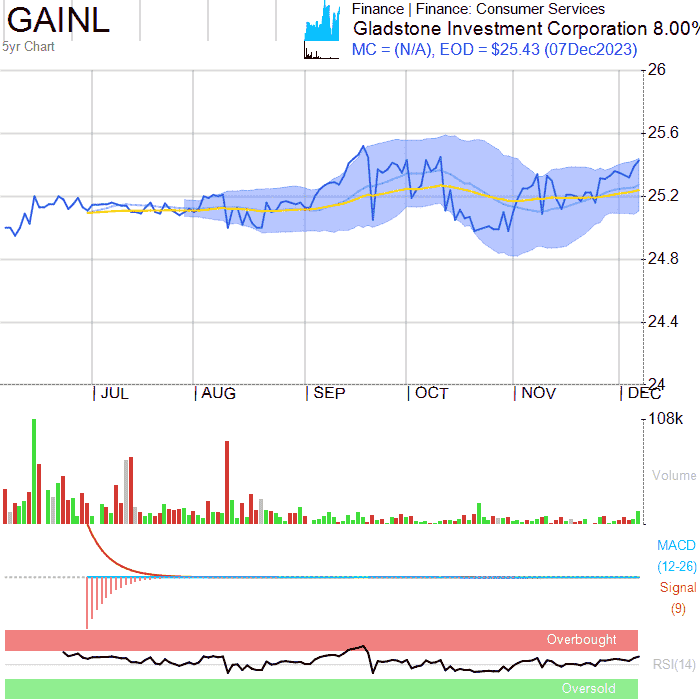 GAINL
5yr Chart
Finance | Finance: Consumer Services
Gladstone Investment Corporation 8.00%
MC = (N/A), EOD = $25.43 (07Dec2023)
26
25.6
25.2
24.8
24.4
24
JUL AUG SEP OCT NOV DEC
108k
Volume
MACD
(12-26)
Signal
(9)
Overbought
RSI(14)
Oversold